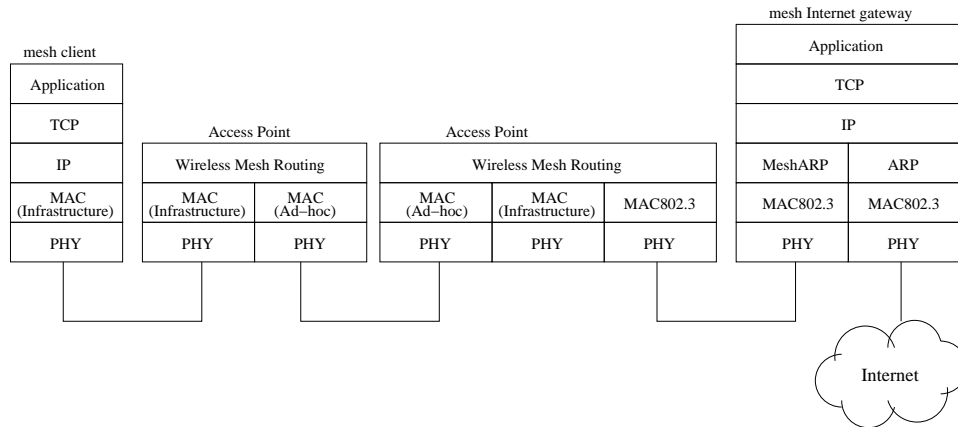 mesh Internet gateway
mesh client
Application
Application
TCP
TCP
Access Point
Access Point
IP
IP
Wireless Mesh Routing
Wireless Mesh Routing
MeshARP
ARP
MAC
(Infrastructure)
MAC
(Infrastructure)
MAC
(Ad-hoc)
MAC
(Ad-hoc)
MAC
(Infrastructure)
MAC802.3
MAC802.3
MAC802.3
PHY
PHY
PHY
PHY
PHY
PHY
PHY
PHY
Internet